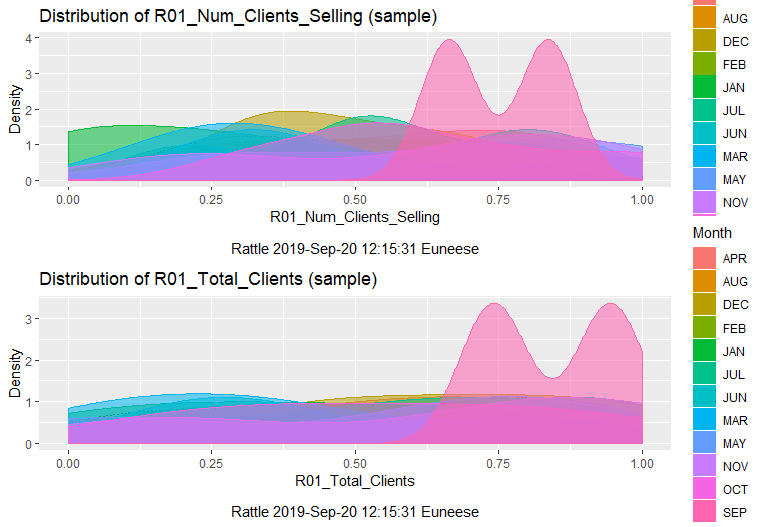 Distribution of R01_Num_Clients_Selling (sample)
Density
4
3
2
1
0
0.00 0.25 0.50 0.75 1.00
R01_Num_Clients_Selling
Rattle 2019-Sep-20 12:15:31 Euneese
AUG
DEC
FEB
JAN
JUL
JUN
MAR
MAY
NOV
Distribution of R01_Total_Clients (sample)
Density
3
2
1
0
0.00 0.25 0.50 0.75 1.00
R01_Total_Clients
Rattle 2019-Sep-20 12:15:31 Euneese
Month
APR
AUG
DEC
FEB
JAN
JUL
JUN
MAR
MAY
NOV
OCT
SEP